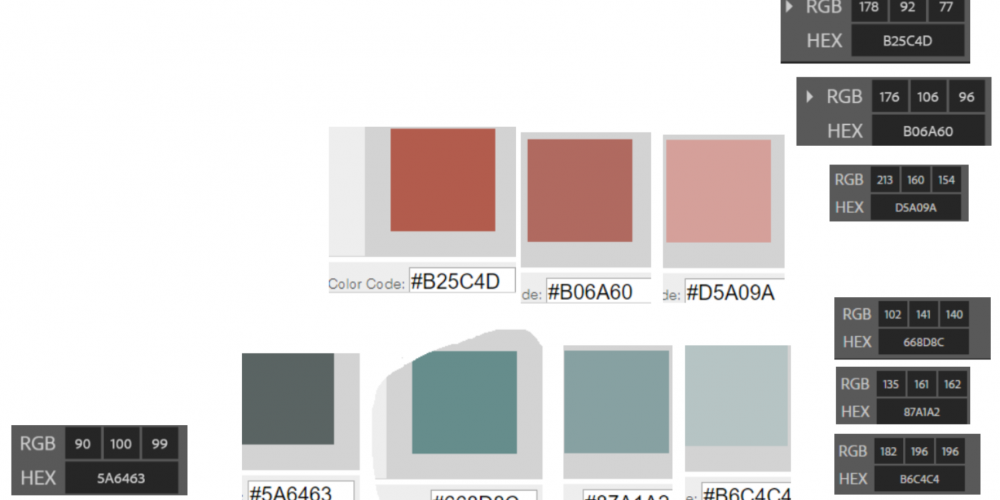 RGB 178 92 77
HEX B25C4D
RGB 176 106 96
HEX B06A60
RGB 213 160 154
HEX D5A09A
Color Code: #B25C4D
de: #B06A60
de: #D5A09A
RGB 102 141 140
HEX 668D8C
RGB 135 161 162
HEX 87A1A2
RGB 182 196 196
HEX B6C4C4
RGB 90 100 99
HEX 5A6463
#5A6463
#668D8C
#87A1A2
e: #B6C4C4